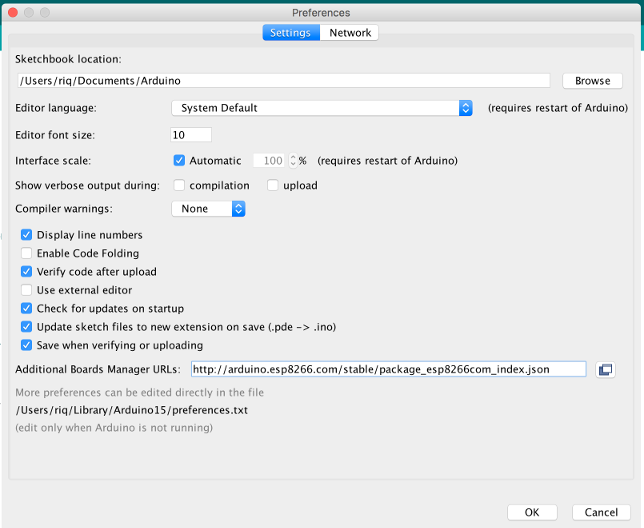 Preferences
Settings Network
Sketchbook location:
/Users/riq/Documents/Arduino Browse
Editor language: System Default (requires restart of Arduino)
Editor font size: 10
Interface scale: Automatic 100 % (requires restart of Arduino)
Show verbose output during: compilation upload
Compiler warnings: None
Display line numbers
Enable Code Folding
Verify code after upload
Use external editor
Check for updates on startup
Update sketch files to new extension on save (.pde -> .ino)
Save when verifying or uploading
Additional Boards Manager URLs: http://arduino.esp8266.com/stable/package_esp8266com_index.json
More preferences can be edited directly in the file
/Users/riq/Library/Arduino15/preferences.txt
(edit only when Arduino is not running)
OK Cancel